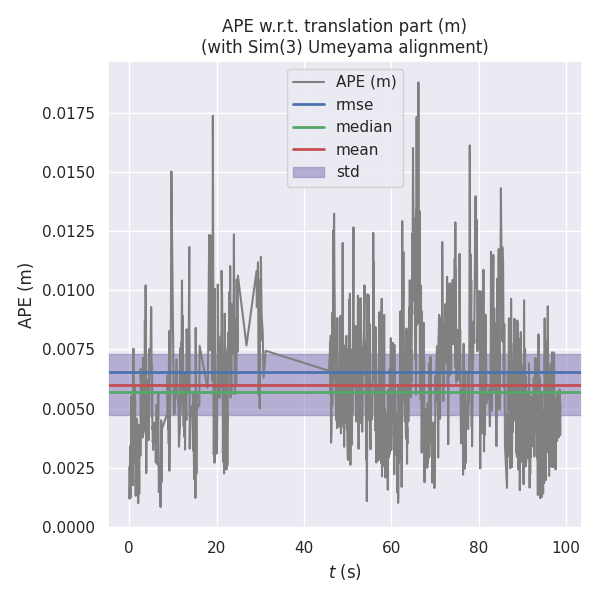 APE w.r.t. translation part (m)
(with Sim(3) Umeyama alignment)
APE (m)
rmse
median
mean
std
APE (m)
0.0175
0.0150
0.0125
0.0100
0.0075
0.0050
0.0025
0.0000
0 20 40 60 80 100
t (s)